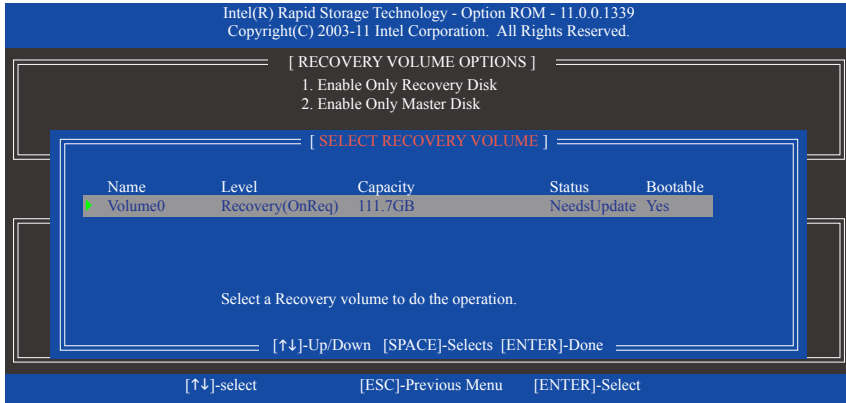 Intel(R) Rapid Storage Technology - Option ROM - 11.0.0.1339
Copyright(C) 2003-11 Intel Corporation. All Rights Reserved.
[ RECOVERY VOLUME OPTIONS ]
1. Enable Only Recovery Disk
2. Enable Only Master Disk
[ SELECT RECOVERY VOLUME ]
Name Level Capacity Status Bootable
Volume0 Recovery(OnReq) 111.7GB NeedsUpdate Yes
Select a Recovery volume to do the operation.
[↑↓]-Up/Down [SPACE]-Selects [ENTER]-Done
[↑↓]-select [ESC]-Previous Menu [ENTER]-Select